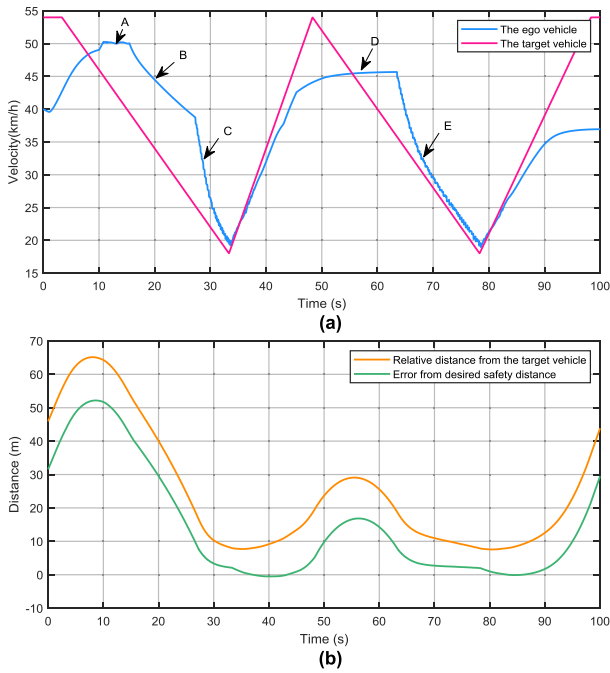 55
50
45
40
35
30
25
20
15
Velocity(km/h)
A
B
C
D
E
The ego vehicle
The target vehicle
0 10 20 30 40 50 60 70 80 90 100
Time (s)
(a)
70
60
50
40
30
20
10
0
-10
Distance (m)
Relative distance from the target vehicle
Error from desired safety distance
0 10 20 30 40 50 60 70 80 90 100
Time (s)
(b)